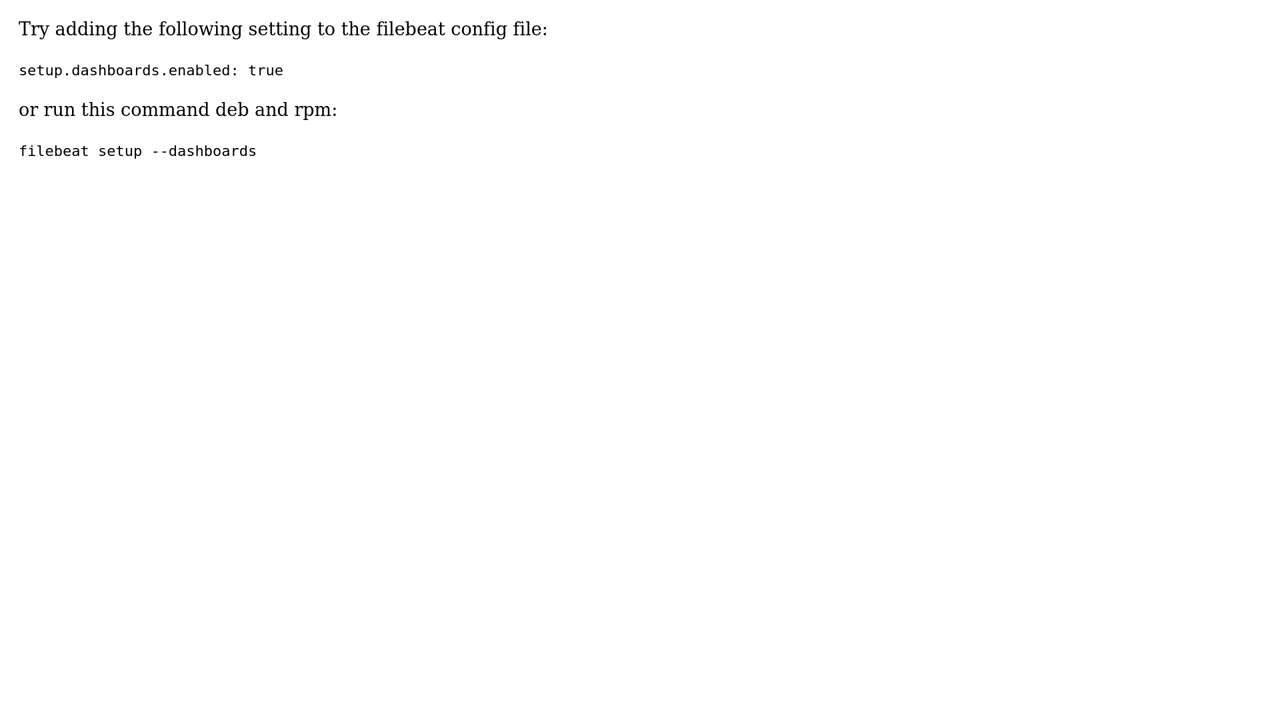 Try adding the following setting to the filebeat config file:
setup.dashboards.enabled: true
or run this command deb and rpm:
filebeat setup --dashboards